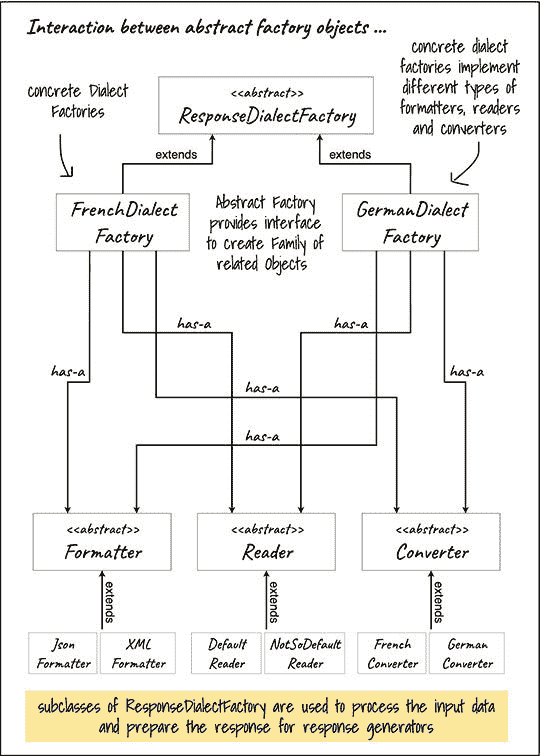 Interaction between abstract factory objects ...
concrete Dialect
Factories
concrete dialect
factories implement
different types of
formatters, readers
and converters
<<abstract>>
ResponseDialectFactory
extends
extends
FrenchDialect
Factory
Abstract Factory
provides interface
to create Family of
related Objects
GermanDialect
Factory
has-a
has-a
has-a
has-a
has-a
has-a
<<abstract>>
Formatter
<<abstract>>
Reader
<<abstract>>
Converter
extends
extends
extends
Json
Formatter
XML
Formatter
Default
Reader
NotSoDefault
Reader
French
Converter
German
Converter
subclasses of ResponseDialectFactory are used to process the input data
and prepare the response for response generators